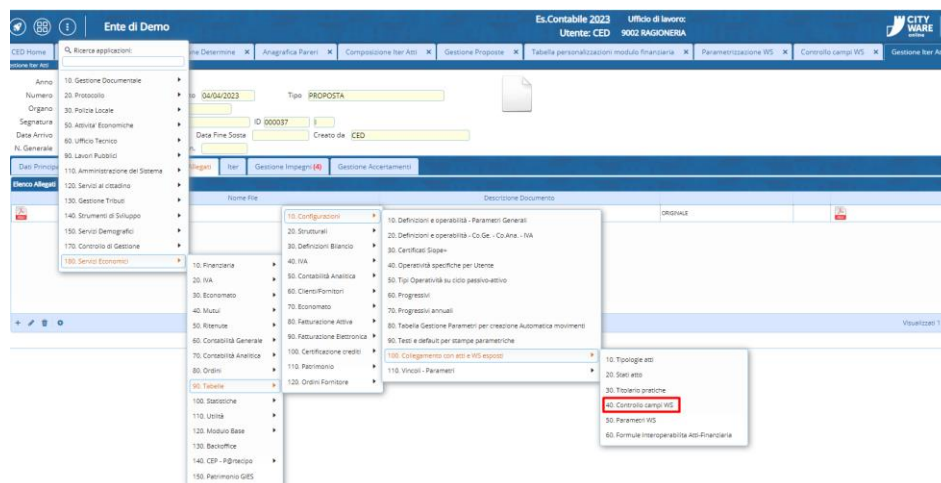 Ente di Demo
Es.Contabile 2023 Ufficio di lavoro:
Utente: CED 9002 RAGIONERIA
CITY
WARE
online
CED Home
Ricerca applicazioni:
re Determine
Anagrafica Pareri
Composizione Iter Atti
Gestione Proposte
Tabella personalizzazioni modulo finanziaria
Parametrizzazione WS
Controllo campi WS
Gestione Iter At
estione Iter Atti
Anno
Numero
04/04/2023
Tipo PROPOSTA
Organo
Segnatura
ID 000037 I
Data Arrivo
Data Fine Sosta
Creato da CED
N. Generale
n.
Dati Principa
Allegati
Iter
Gestione Impegni (4)
Gestione Accertamenti
Elenco Allegati
Nome File
Descrizione Documento
ORIGINALE
Visualizzati 1
10. Gestione Documentale
20. Protocollo
30. Polizia Locale
50. Attivita' Economiche
60. Ufficio Tecnico
90. Lavori Pubblici
110. Amministrazione del Sistema
120. Servizi al cittadino
130. Gestione Tributi
140. Strumenti di Sviluppo
150. Servizi Demografici
170. Controllo di Gestione
180. Servizi Economici
10. Finanziaria
20. IVA
30. Economato
40. Mutui
50. Ritenute
60. Contabilità Generale
70. Contabilità Analitica
80. Ordini
90. Tabelle
100. Statistiche
110. Utilità
120. Modulo Base
130. Backoffice
140. CEP - P@rtecipo
150. Patrimonio GIES
10. Configurazioni
20. Strutturali
30. Definizioni Bilancio
40. IVA
50. Contabilità Analitica
60. Clienti/Fornitori
70. Economato
80. Fatturazione Attiva
90. Fatturazione Elettronica
100. Certificazione crediti
110. Patrimonio
120. Ordini Fornitore
10. Definizioni e operabilità - Parametri Generali
20. Definizioni e operabilità - Co.Ge. - Co.Ana. - IVA
30. Certificati Siope+
40. Operatività specifiche per Utente
50. Tipi Operatività su ciclo passivo-attivo
60. Progressivi
70. Progressivi annuali
80. Tabella Gestione Parametri per creazione Automatica movimenti
90. Testi e default per stampe parametriche
100. Collegamento con atti e WS esposti
110. Vincoli - Parametri
10. Tipologie atti
20. Stati atto
30. Titolario pratiche
40. Controllo campi WS
50. Parametri WS
60. Formule Interoperabilità Atti-Finanziaria